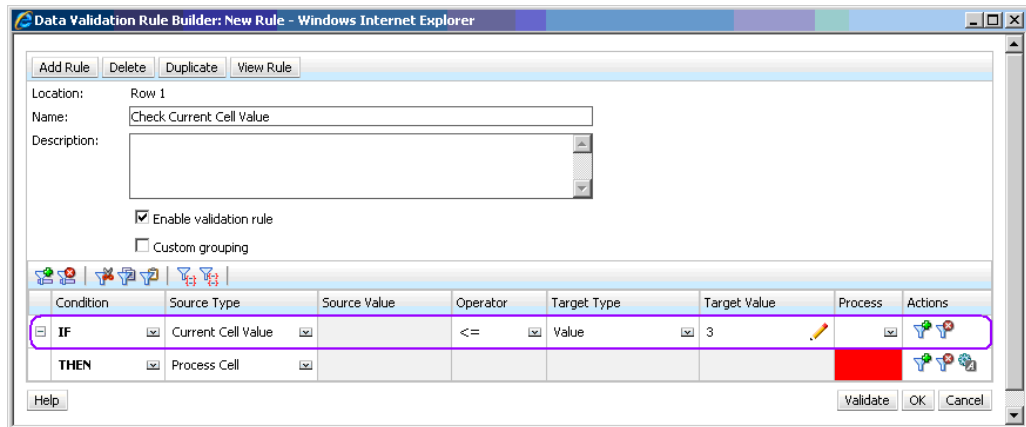 Data Validation Rule Builder: New Rule - Windows Internet Explorer
Add Rule Delete Duplicate View Rule
Location: Row 1
Name: Check Current Cell Value
Description:
Enable validation rule
Custom grouping
Condition Source Type Source Value Operator Target Type Target Value Process Actions
IF Current Cell Value <= Value 3
THEN Process Cell
Help Validate OK Cancel